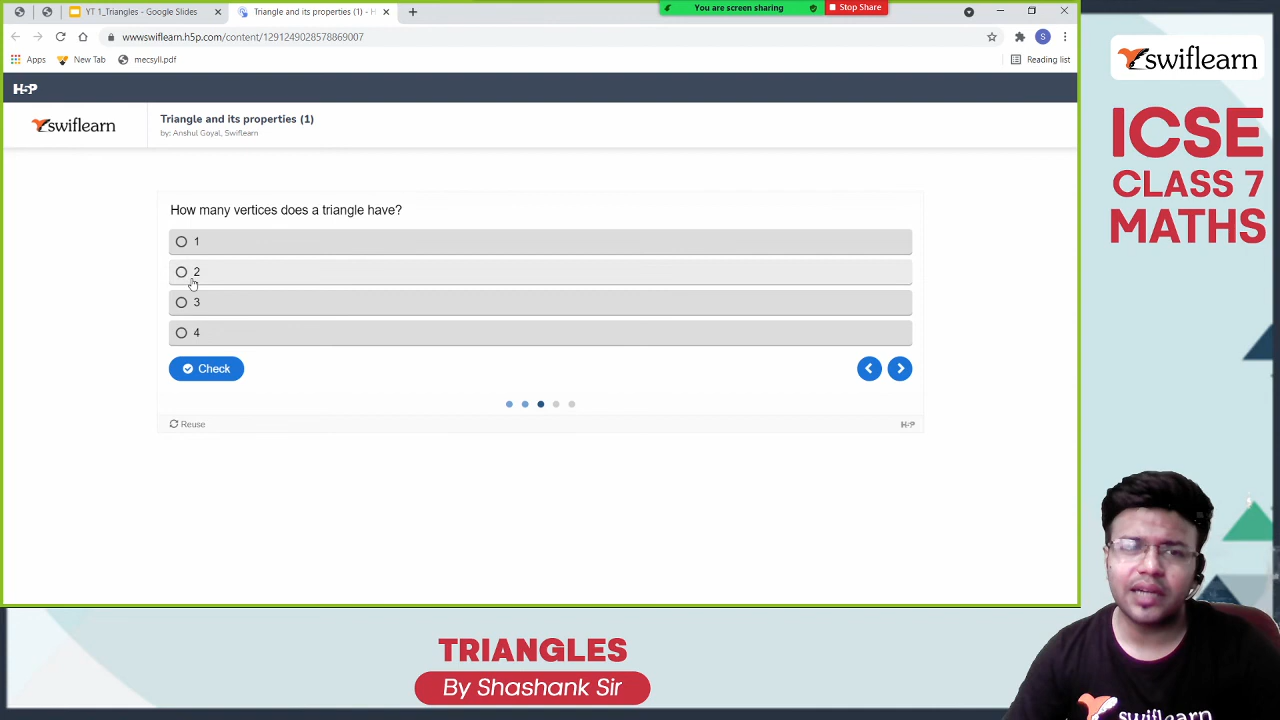 YT 1_Triangles - Google Slides
Triangle and its properties (1) - H
You are screen sharing
Stop Share
wwwswiflearn.h5p.com/content/1291249028578869007
S
Apps
New Tab
mecsyll.pdf
Reading list
H5P
swiflearn
Triangle and its properties (1)
by: Anshul Goyal, Swiflearn
How many vertices does a triangle have?
1
2
3
4
Check
Reuse
H5P
swiflearn
ICSE
CLASS 7
MATHS
TRIANGLES
By Shashank Sir
swiflearn